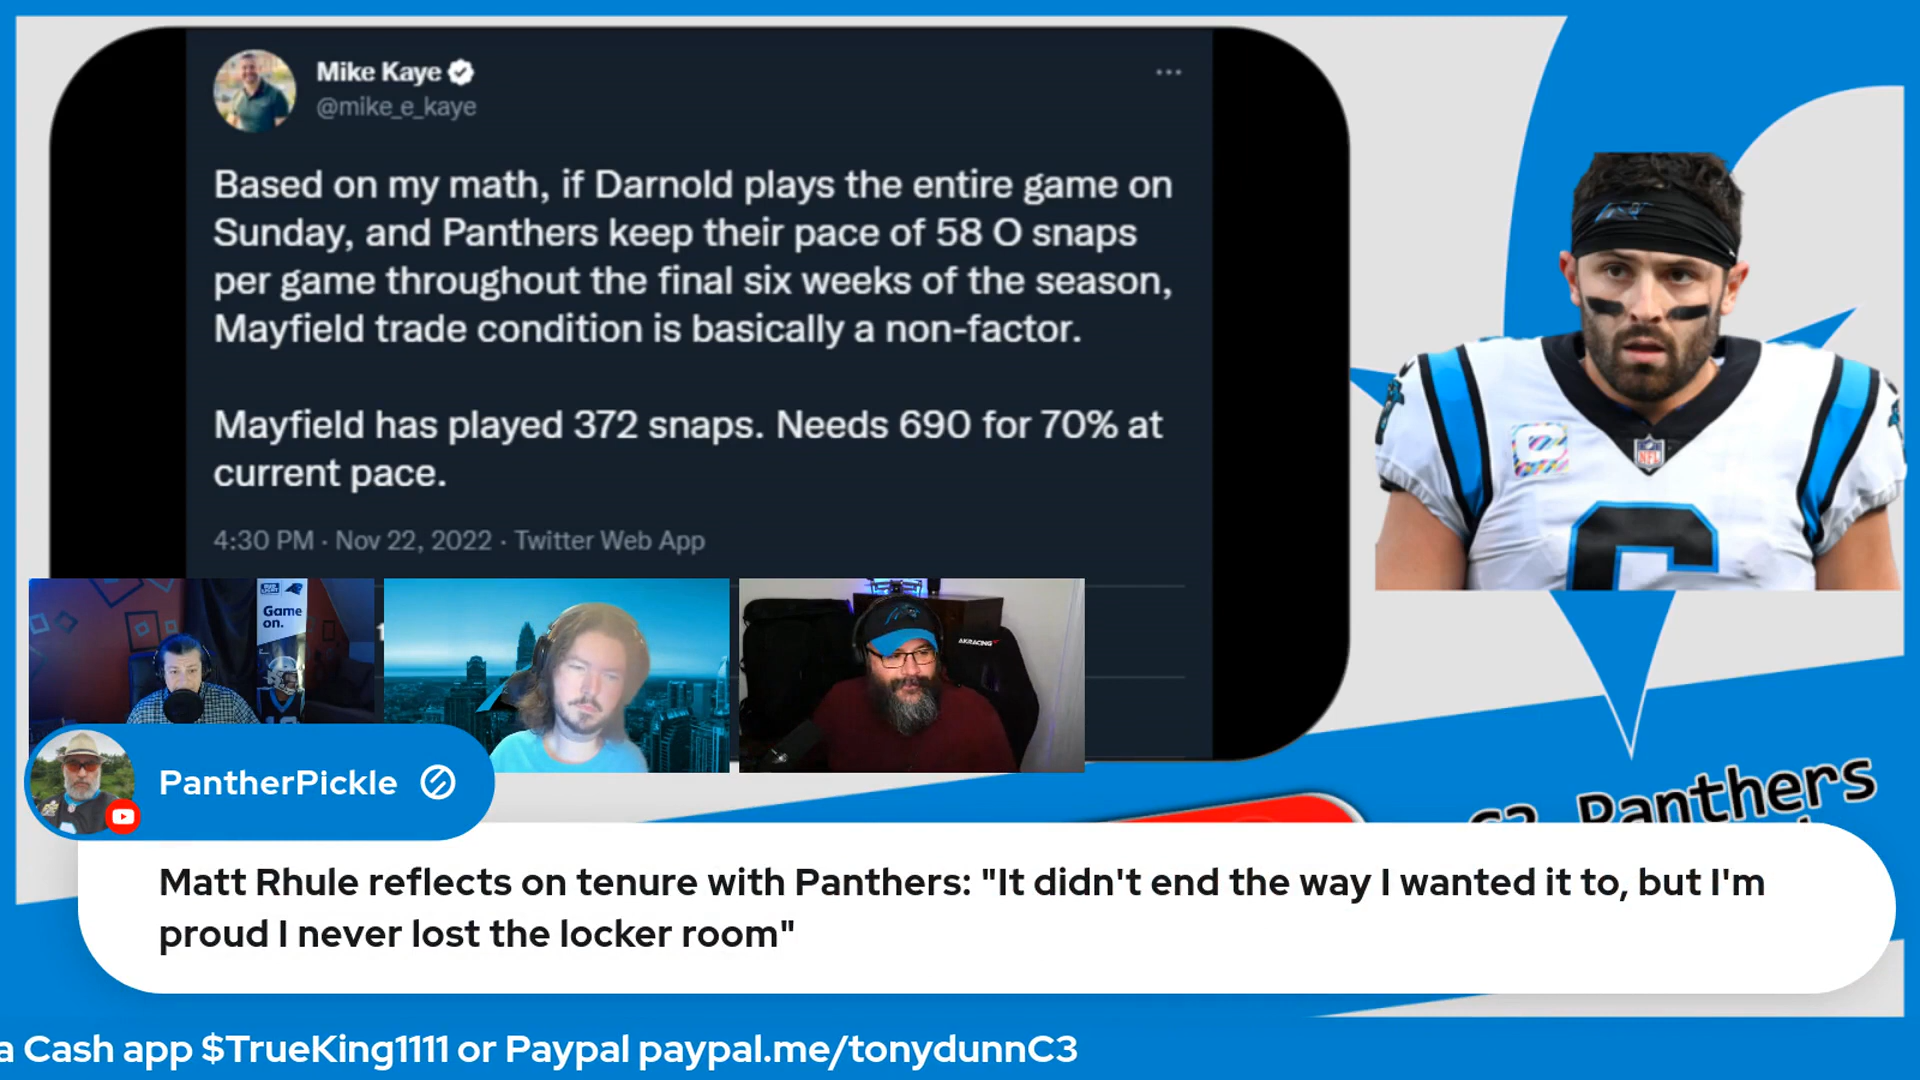 Mike Kaye
@mike_e_kaye
Based on my math, if Darnold plays the entire game on
Sunday, and Panthers keep their pace of 58 O snaps
per game throughout the final six weeks of the season,
Mayfield trade condition is basically a non-factor.
Mayfield has played 372 snaps. Needs 690 for 70% at
current pace.
4:30 PM · Nov 22, 2022 · Twitter Web App
Game
on.
AKRACING
C
NFL
PantherPickle
C3 Panthers
Matt Rhule reflects on tenure with Panthers: "It didn't end the way I wanted it to, but I'm
proud I never lost the locker room"
a Cash app $TrueKing1111 or Paypal paypal.me/tonydunnC3